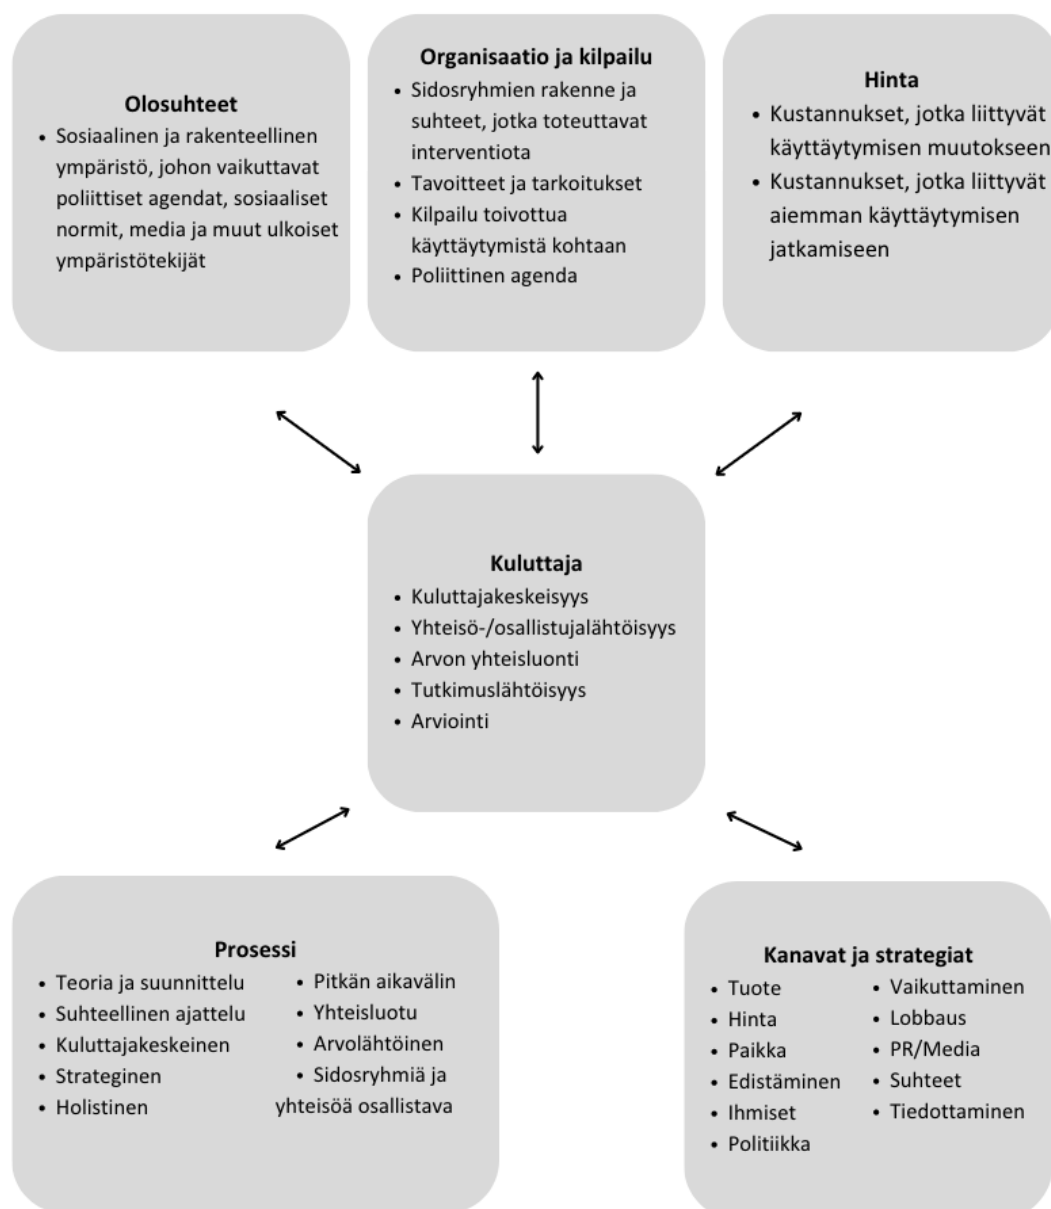 Olosuhteet
• Sosiaalinen ja rakenteellinen
ympäristö, johon vaikuttavat
poliittiset agendat, sosiaaliset
normit, media ja muut ulkoiset
ympäristötekijät
Organisaatio ja kilpailu
• Sidosryhmien rakenne ja
suhteet, jotka toteuttavat
interventiota
• Tavoitteet ja tarkoitukset
• Kilpailu toivottua
käyttäytymistä kohtaan
• Poliittinen agenda
Hinta
• Kustannukset, jotka liittyvät
käyttäytymisen muutokseen
• Kustannukset, jotka liittyvät
aiemman käyttäytymisen
jatkamiseen
Kuluttaja
• Kuluttajakeskeisyys
• Yhteisö-/osallistujalähtöisyys
• Arvon yhteisluonti
• Tutkimuslähtöisyys
• Arviointi
Prosessi
• Teoria ja suunnittelu
• Suhteellinen ajattelu
• Kuluttajakeskeinen
• Strateginen
• Holistinen
• Pitkän aikavälin
• Yhteisluotu
• Arvolähtöinen
• Sidosryhmiä ja
yhteisöä osallistava
Kanavat ja strategiat
• Tuote
• Hinta
• Paikka
• Edistäminen
• Ihmiset
• Politiikka
• Vaikuttaminen
• Lobbaus
• PR/Media
• Suhteet
• Tiedottaminen